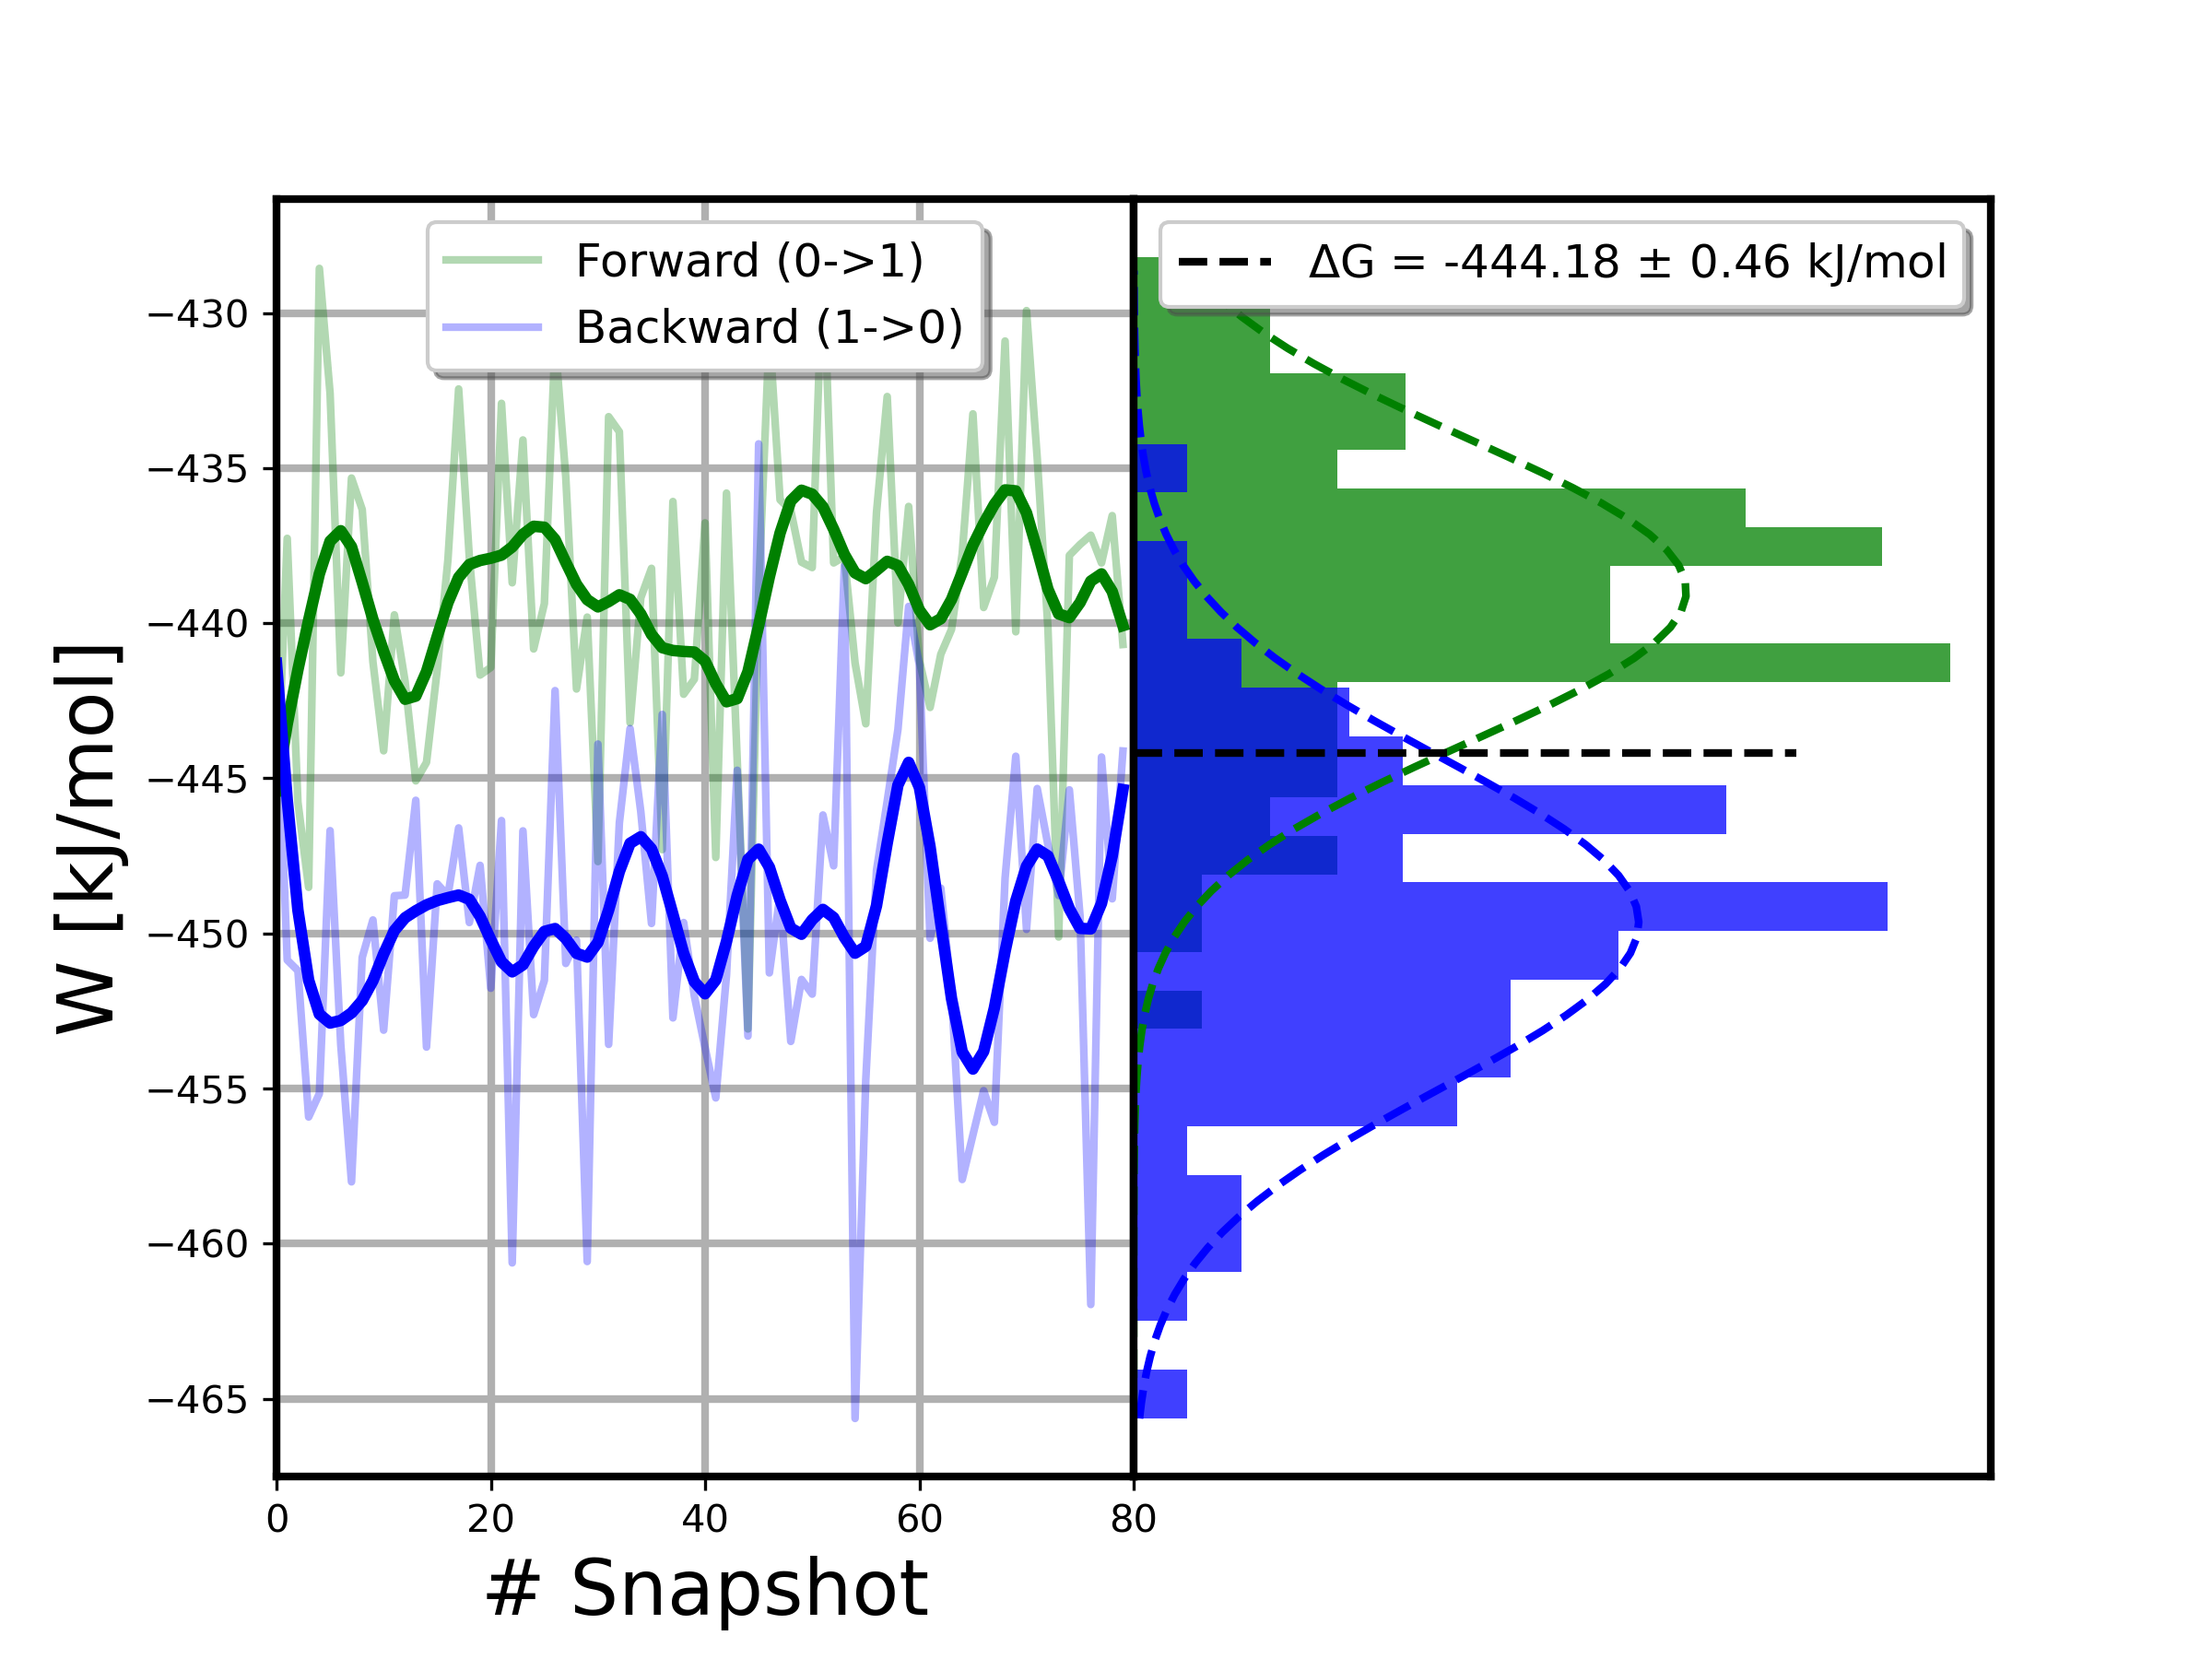 Forward (0->1)
Backward (1->0)
ΔG = -444.18 ± 0.46 kJ/mol
−430
−435
−440
−445
−450
−455
−460
−465
W [kJ/mol]
0 20 40 60 80
# Snapshot